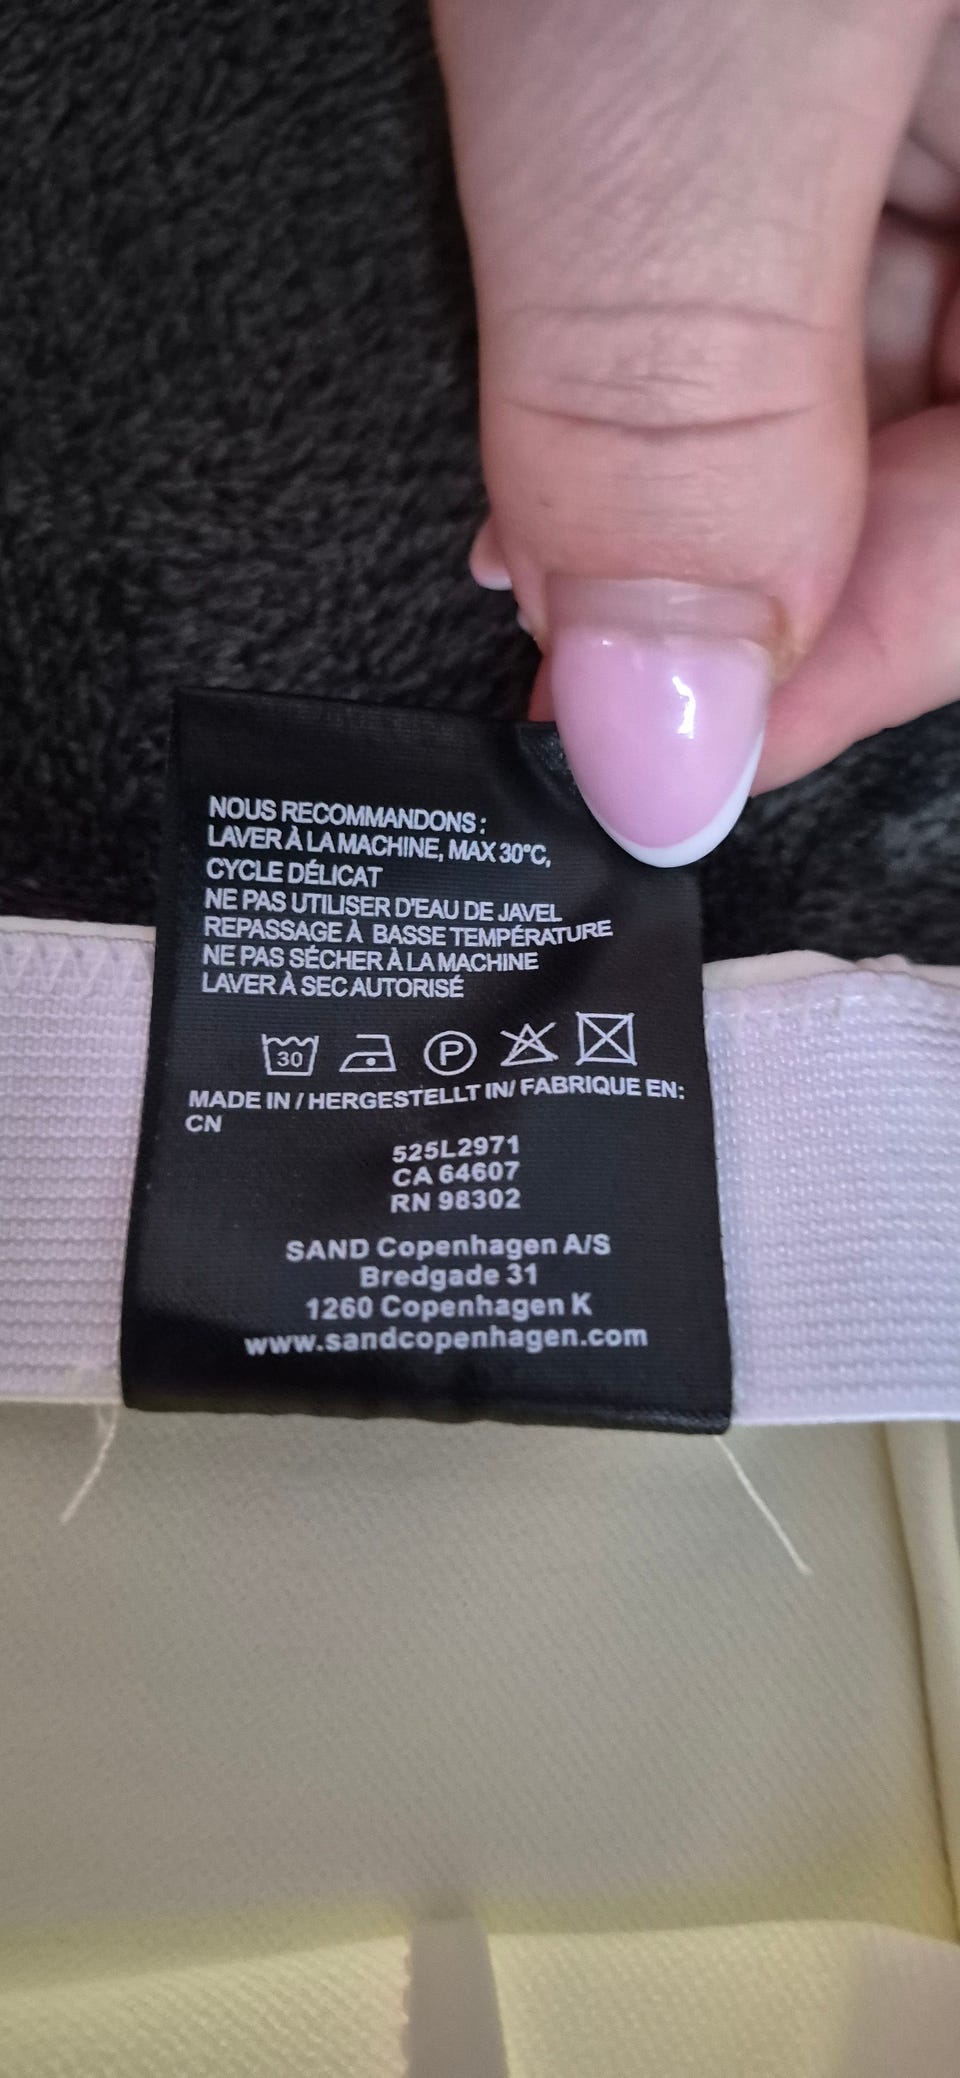 NOUS RECOMMANDONS :
LAVER À LA MACHINE, MAX 30°C,
CYCLE DÉLICAT
NE PAS UTILISER D'EAU DE JAVEL
REPASSAGE À BASSE TEMPÉRATURE
NE PAS SÉCHER À LA MACHINE
LAVER À SEC AUTORISÉ
30 P
MADE IN / HERGESTELLT IN/ FABRIQUE EN:
CN
525L2971
CA 64607
RN 98302
SAND Copenhagen A/S
Bredgade 31
1260 Copenhagen K
www.sandcopenhagen.com